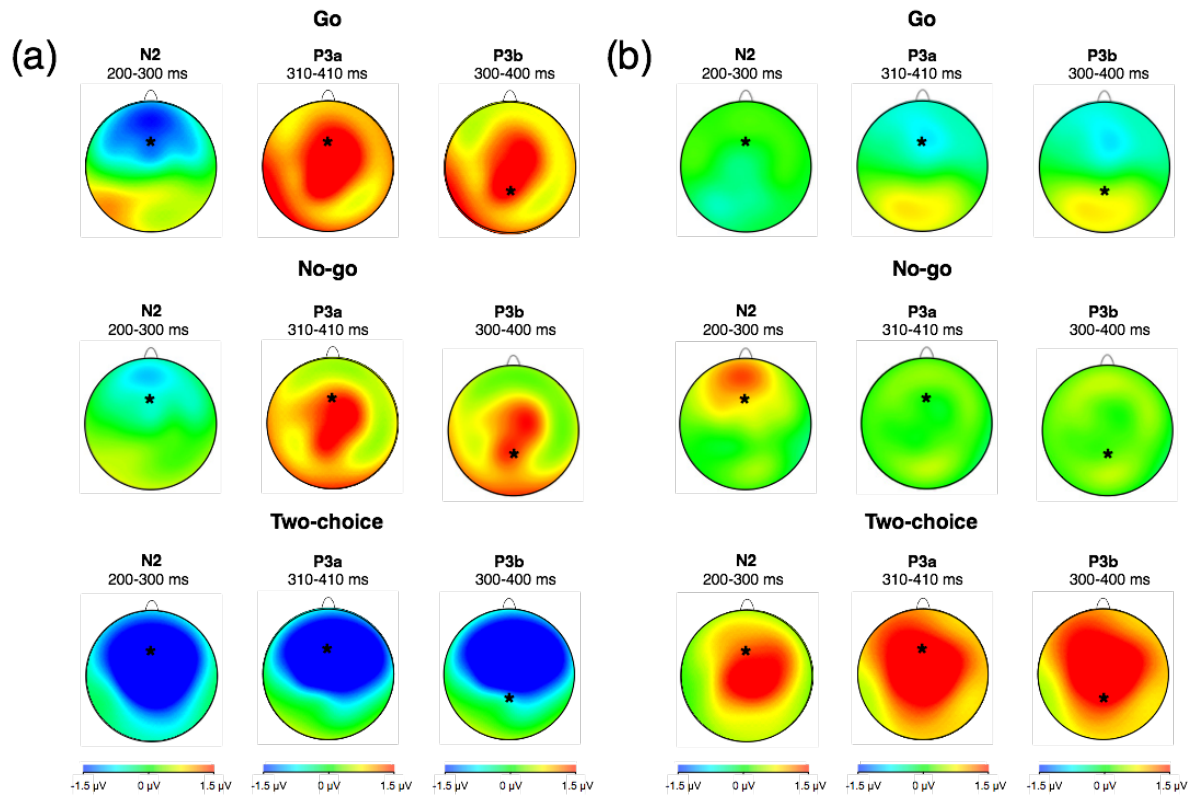 (a)
Go
N2
200-300 ms
P3a
310-410 ms
P3b
300-400 ms
*
*
*
No-go
N2
200-300 ms
P3a
310-410 ms
P3b
300-400 ms
*
*
*
Two-choice
N2
200-300 ms
P3a
310-410 ms
P3b
300-400 ms
*
*
*
-1.5 µV 0 µV 1.5 µV
-1.5 µV 0 µV 1.5 µV
-1.5 µV 0 µV 1.5 µV
(b)
Go
N2
200-300 ms
P3a
310-410 ms
P3b
300-400 ms
*
*
*
No-go
N2
200-300 ms
P3a
310-410 ms
P3b
300-400 ms
*
*
*
Two-choice
N2
200-300 ms
P3a
310-410 ms
P3b
300-400 ms
*
*
*
-1.5 µV 0 µV 1.5 µV
-1.5 µV 0 µV 1.5 µV
-1.5 µV 0 µV 1.5 µV